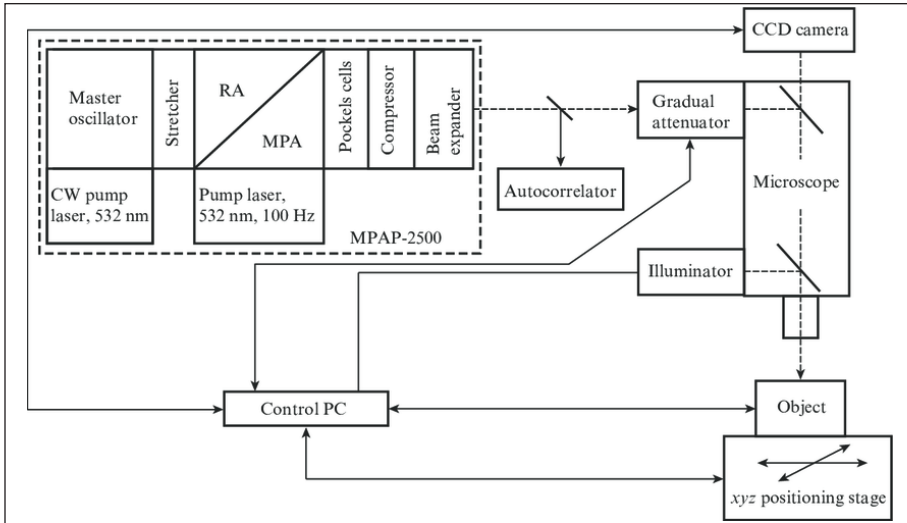 CCD camera
Master
oscillator
Stretcher
RA
MPA
Pockels cells
Compressor
Beam
expander
Gradual
attenuator
Autocorrelator
Microscope
CW pump
laser, 532 nm
Pump laser,
532 nm, 100 Hz
MPAP-2500
Illuminator
Control PC
Object
xyz positioning stage